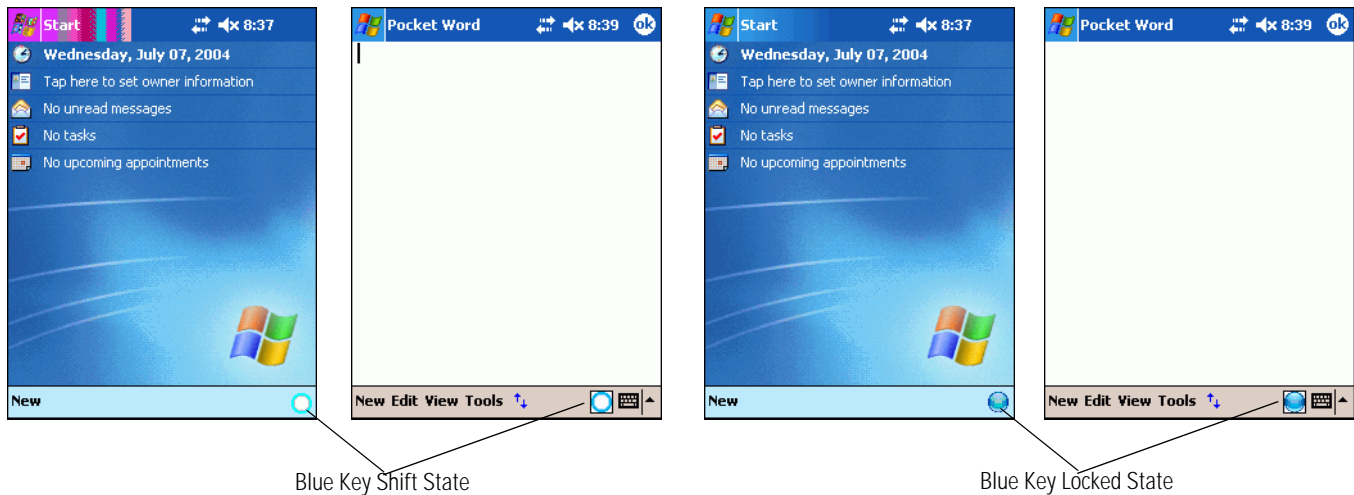 Start 8:37
Wednesday, July 07, 2004
Tap here to set owner information
No unread messages
No tasks
No upcoming appointments
New
Pocket Word 8:39 ok
New Edit View Tools
Blue Key Shift State
Start 8:37
Wednesday, July 07, 2004
Tap here to set owner information
No unread messages
No tasks
No upcoming appointments
New
Pocket Word 8:39 ok
New Edit View Tools
Blue Key Locked State